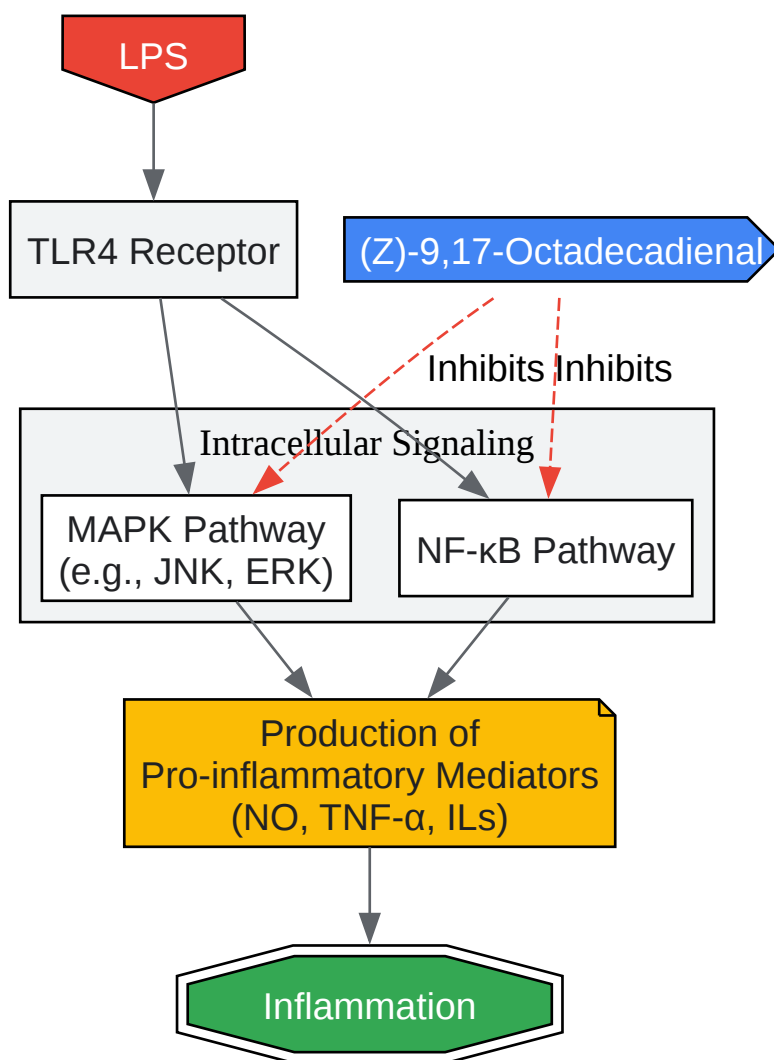 LPS
TLR4 Receptor
(Z)-9,17-Octadecadienal
Inhibits
Inhibits
Intracellular Signaling
MAPK Pathway
(e.g., JNK, ERK)
NF-κB Pathway
Production of
Pro-inflammatory Mediators
(NO, TNF-α, ILs)
Inflammation